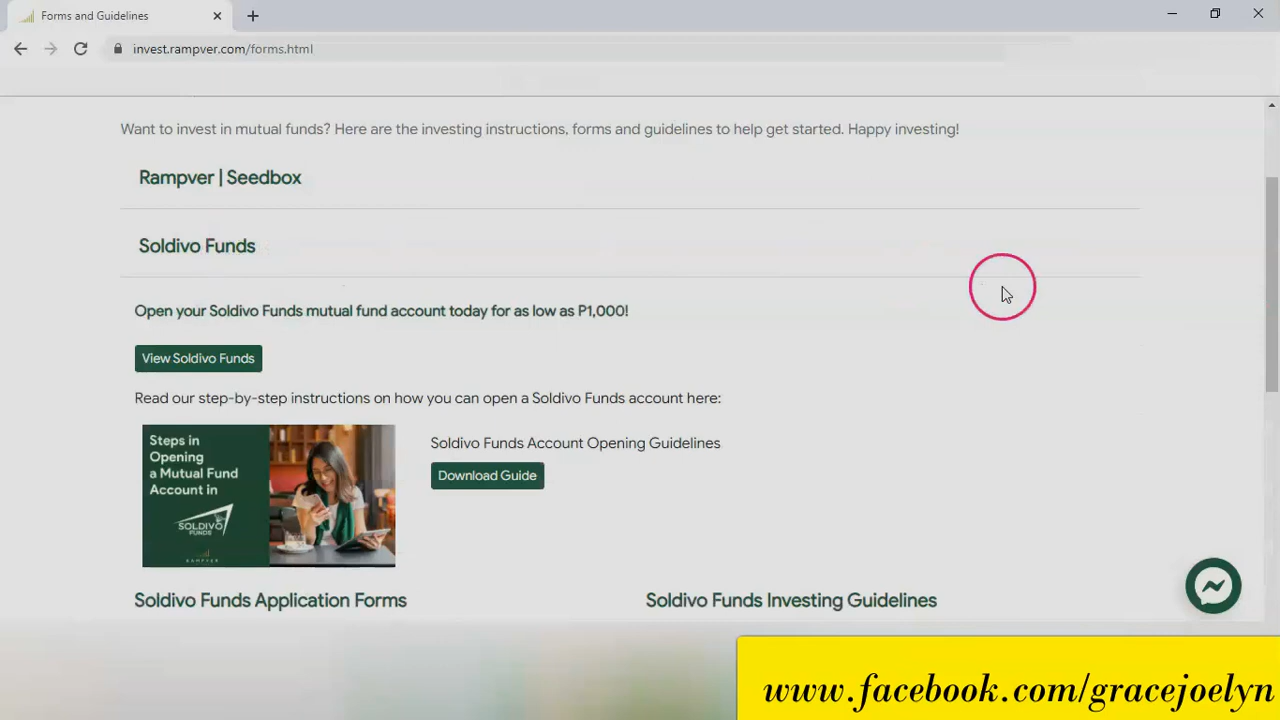 Forms and Guidelines
invest.rampver.com/forms.html
Want to invest in mutual funds? Here are the investing instructions, forms and guidelines to help get started. Happy investing!
Rampver | Seedbox
Soldivo Funds
Open your Soldivo Funds mutual fund account today for as low as P1,000!
View Soldivo Funds
Read our step-by-step instructions on how you can open a Soldivo Funds account here:
Steps in
Opening
a Mutual Fund
Account in
SOLDIVO
FUNDS
RAMPVER
Soldivo Funds Account Opening Guidelines
Download Guide
Soldivo Funds Application Forms
Soldivo Funds Investing Guidelines
www.facebook.com/gracejoelyn